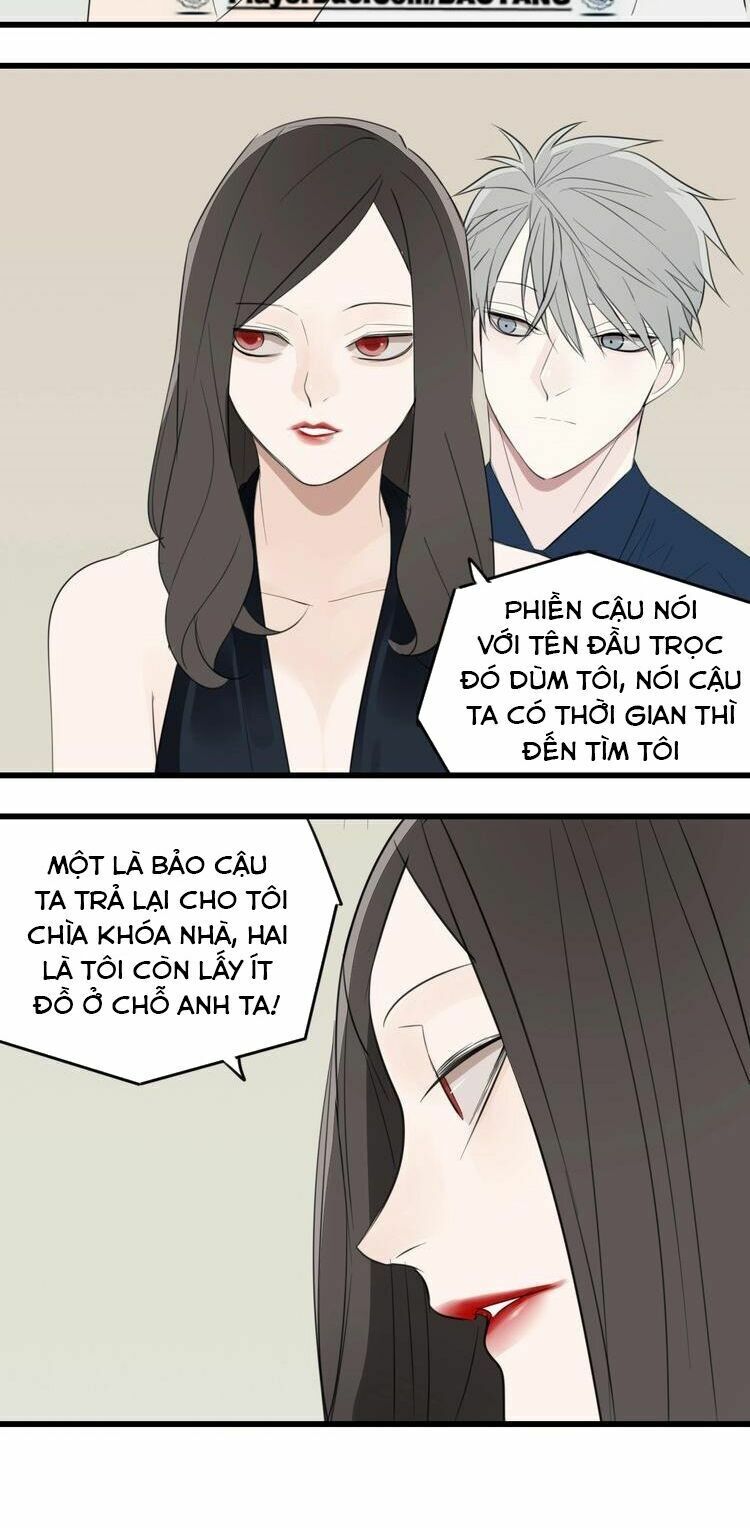 PHIỀN CẬU NÓI
VỚI TÊN ĐẦU TRỌC
ĐÓ DÙM TÔI, NÓI CẬU
TA CÓ THỜI GIAN THÌ
ĐẾN TÌM TÔI
MỘT LÀ BẢO CẬU
TA TRẢ LẠI CHO TÔI
CHÌA KHÓA NHÀ, HAI
LÀ TÔI CÒN LẤY ÍT
ĐỒ Ở CHỖ ANH TA!